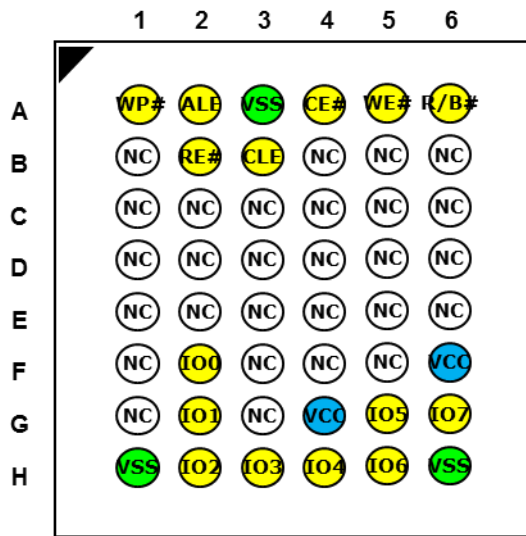 1 2 3 4 5 6
A WP# ALE VSS CE# WE# R/B#
B NC RE# CLE NC NC NC
C NC NC NC NC NC NC
D NC NC NC NC NC NC
E NC NC NC NC NC NC
F NC IO0 NC NC NC VCC
G NC IO1 NC VCC IO5 IO7
H VSS IO2 IO3 IO4 IO6 VSS